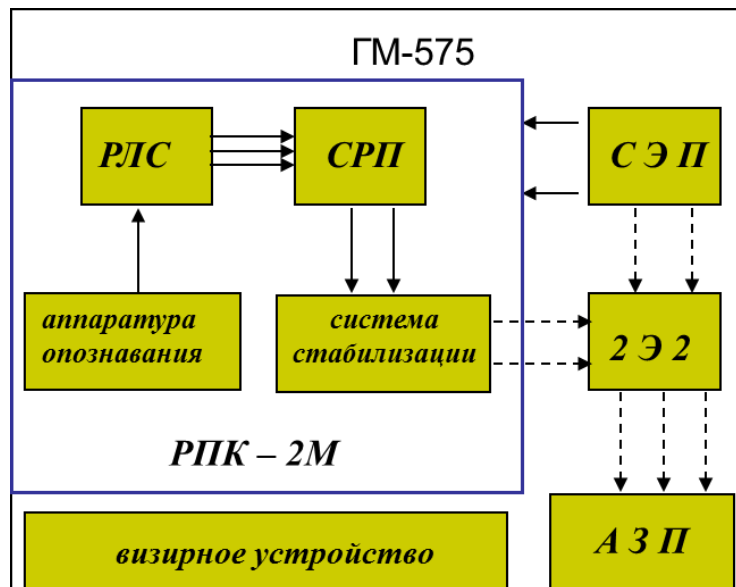 ГМ-575
РЛС
СРП
С Э П
аппаратура
опознавания
система
стабилизации
2 Э 2
РПК – 2М
визирное устройство
А З П